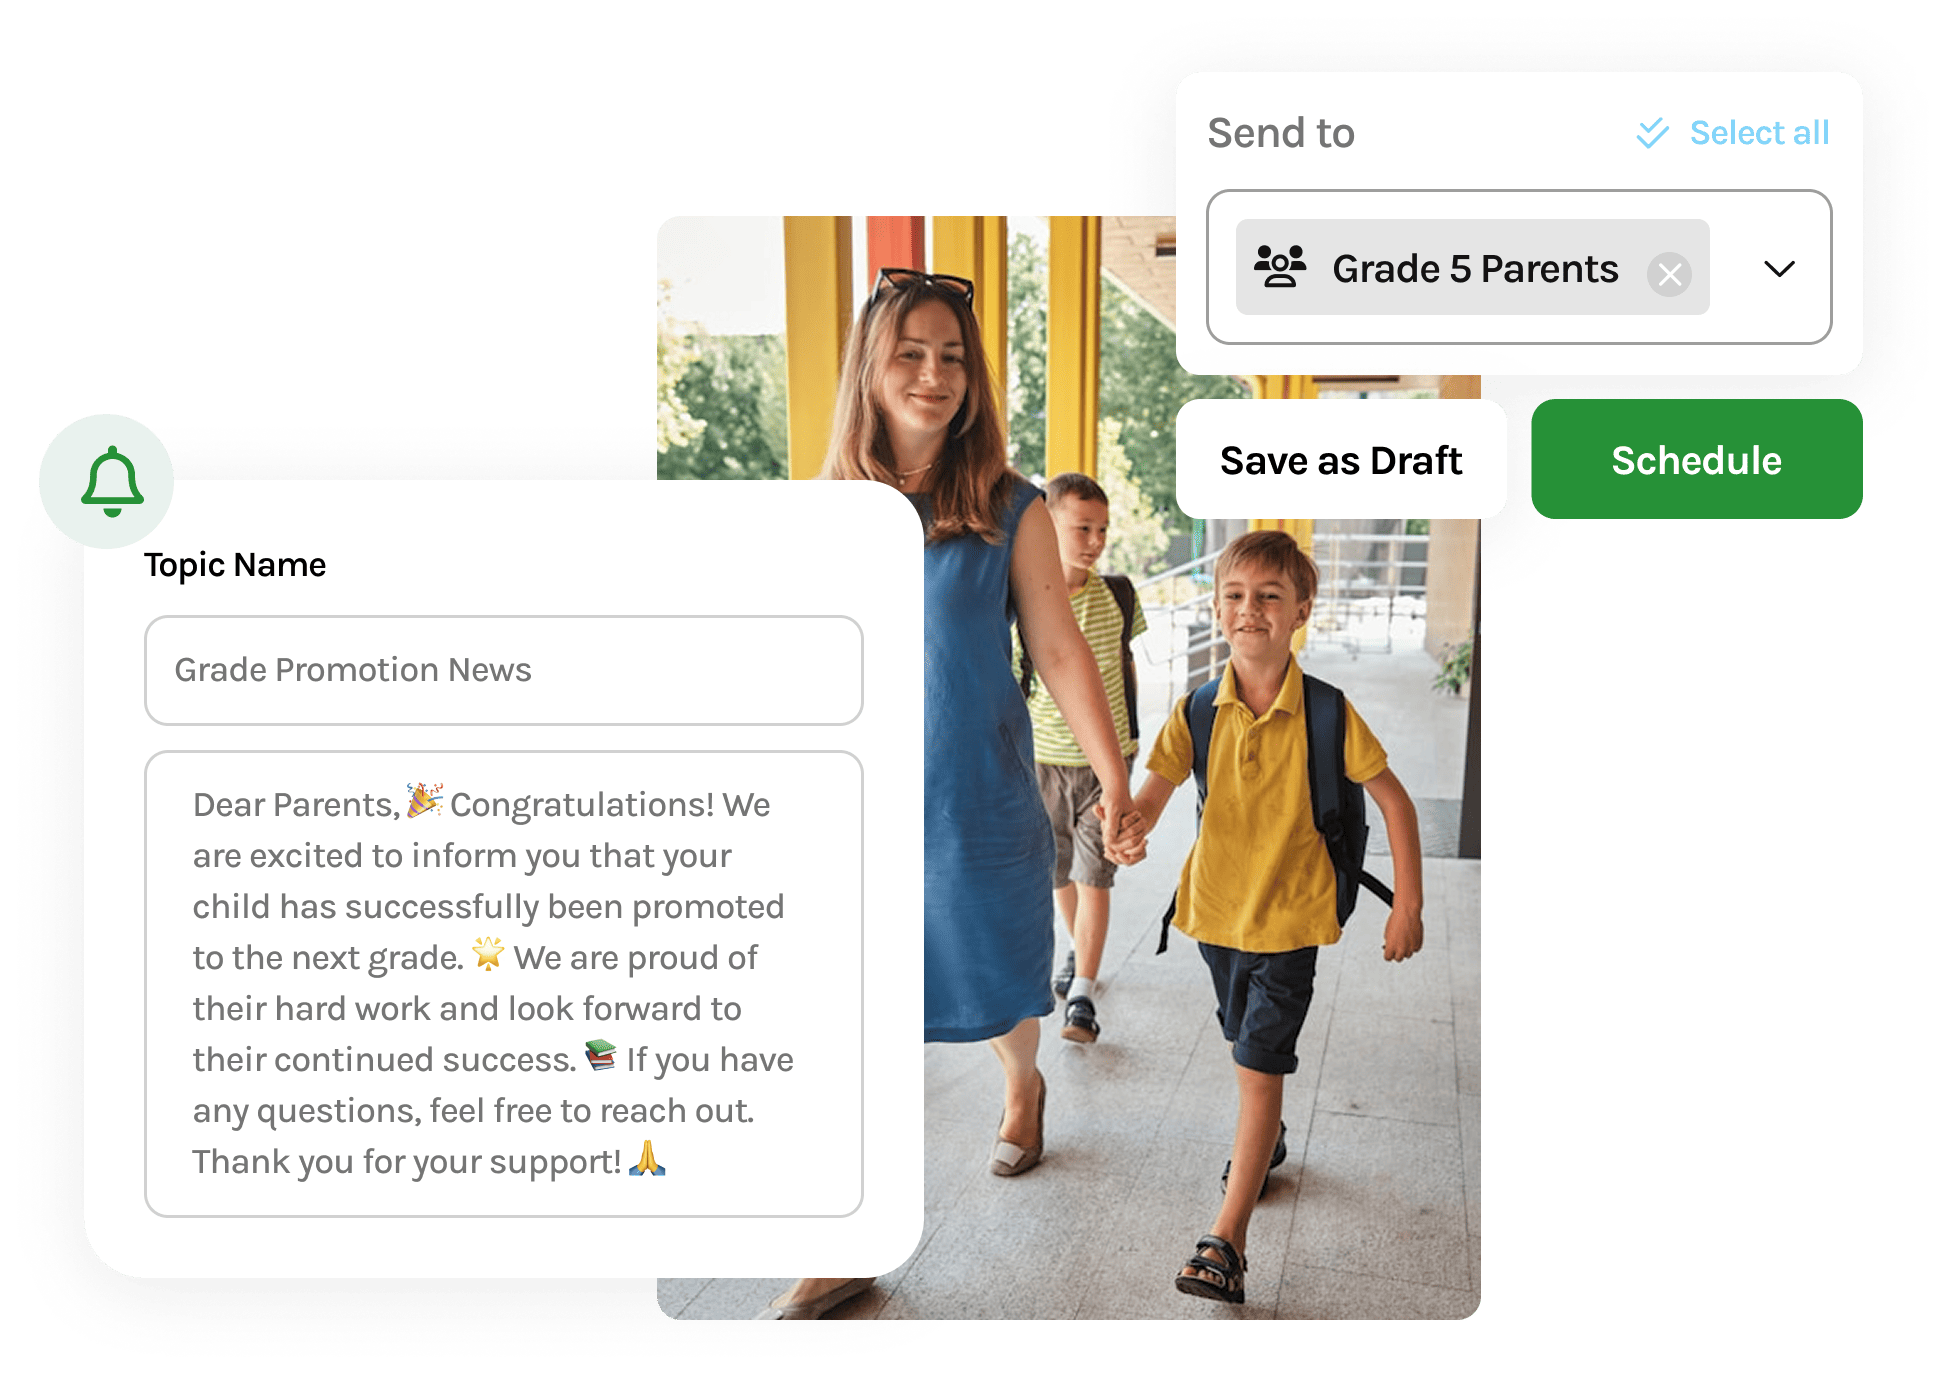 Send to
Select all
Grade 5 Parents
Save as Draft
Schedule
Topic Name
Grade Promotion News
Dear Parents,🎉 Congratulations! We
are excited to inform you that your
child has successfully been promoted
to the next grade. 🌟 We are proud of
their hard work and look forward to
their continued success. 📚 If you have
any questions, feel free to reach out.
Thank you for your support! 🙏